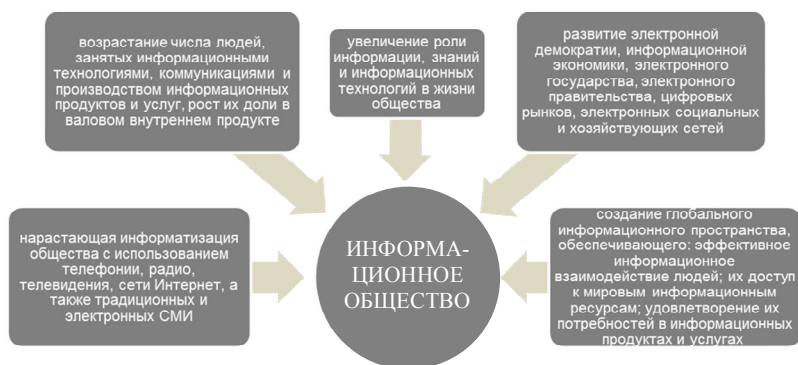 возрастание числа людей,
занятых информационными
технологиями, коммуникациями и
производством информационных
продуктов и услуг, рост их доли в
валовом внутреннем продукте
увеличение роли
информации, знаний
и информационных
технологий в жизни
общества
развитие электронной
демократии, информационной
экономики, электронного
государства, электронного
правительства, цифровых
рынков, электронных социальных
и хозяйствующих сетей
нарастающая информатизация
общества с использованием
телефонии, радио,
телевидения, сети Интернет, а
также традиционных и
электронных СМИ
ИНФОРМА-
ЦИОННОЕ
ОБЩЕСТВО
создание глобального
информационного пространства,
обеспечивающего: эффективное
информационное
взаимодействие людей; их доступ
к мировым информационным
ресурсам; удовлетворение их
потребностей в информационных
продуктах и услугах